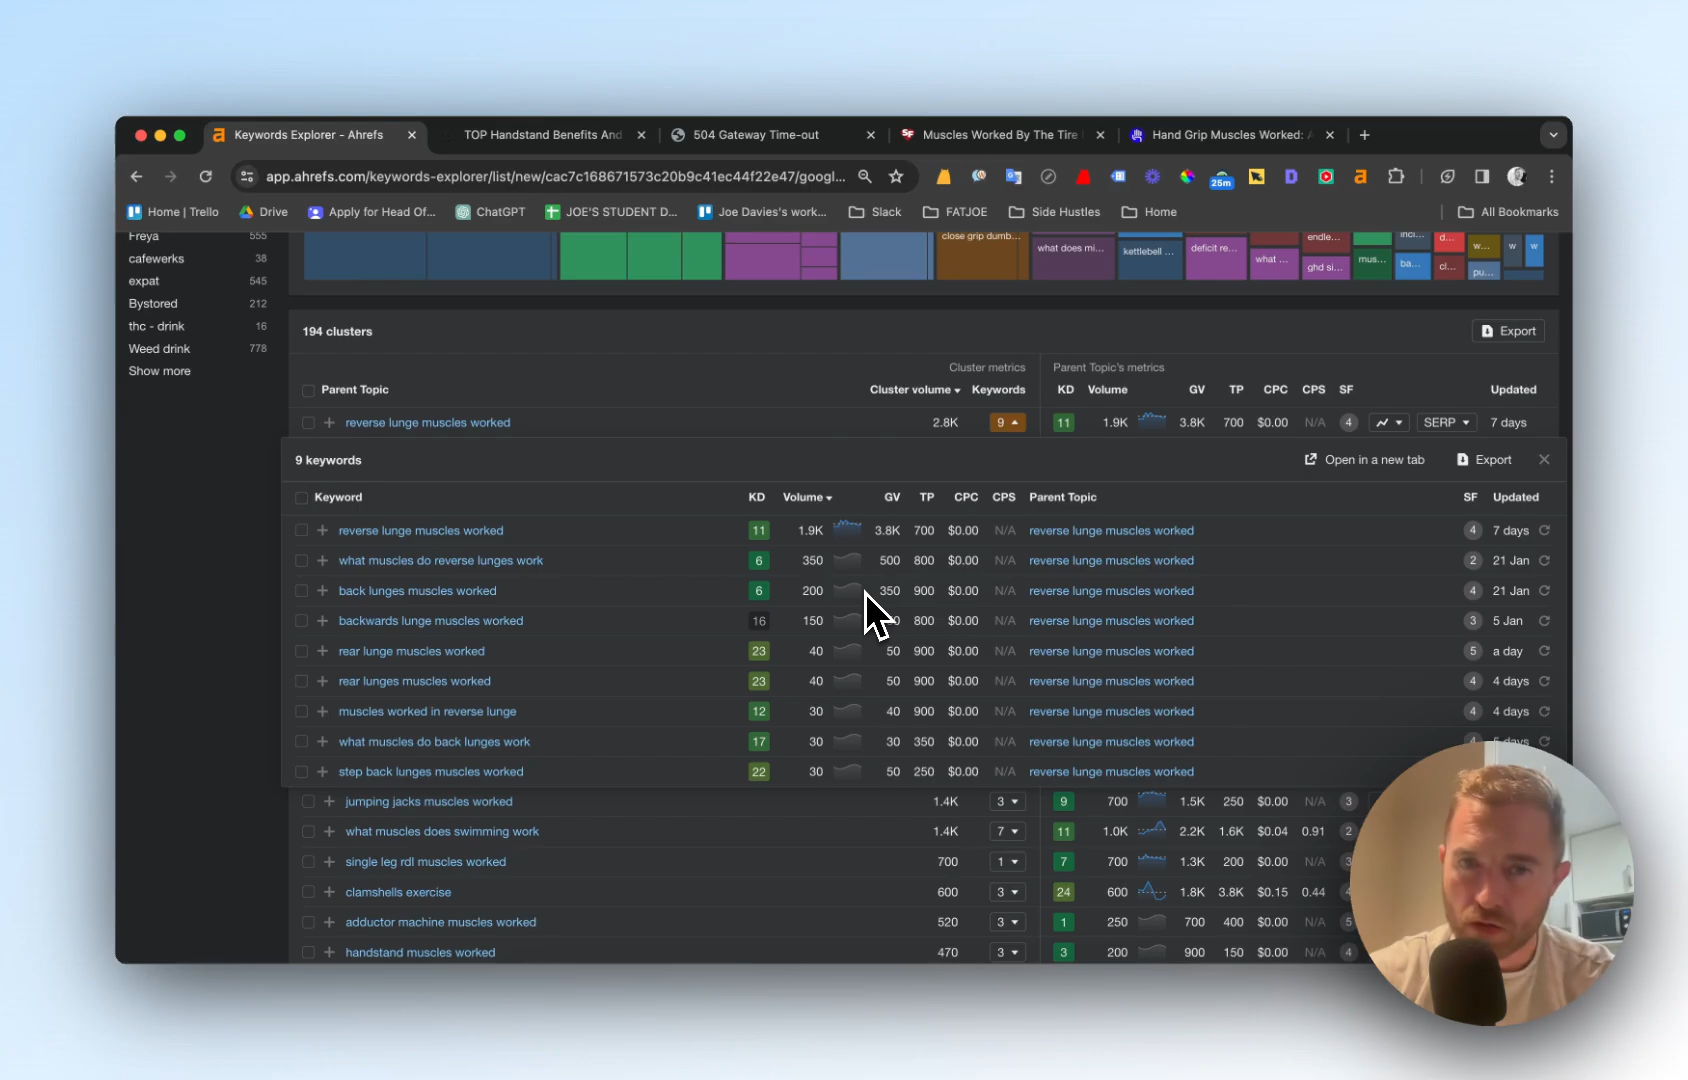 Keywords Explorer - Ahrefs
TOP Handstand Benefits And
504 Gateway Time-out
Muscles Worked By The Tire
Hand Grip Muscles Worked:
app.ahrefs.com/keywords-explorer/list/new/cac7c168671573c20b9c41ec44f22e47/googl...
25m
Home | Trello
Drive
Apply for Head Of...
ChatGPT
JOE'S STUDENT D...
Joe Davies's work...
Slack
FATJOE
Side Hustles
Home
All Bookmarks
Freya 555
cafewerks 38
expat 545
Bystored 212
thc - drink 16
Weed drink 778
Show more
close grip dumb...
what does mi...
kettlebell ...
deficit re...
what ...
endle...
ghd si...
mus...
incl...
ba...
d...
cl...
w...
pu...
w
w
194 clusters
Export
Cluster metrics Parent Topic's metrics
Parent Topic Cluster volume Keywords KD Volume GV TP CPC CPS SF Updated
reverse lunge muscles worked 2.8K 9 11 1.9K 3.8K 700 $0.00 N/A 4 SERP 7 days
9 keywords Open in a new tab Export
Keyword KD Volume GV TP CPC CPS Parent Topic SF Updated
reverse lunge muscles worked 11 1.9K 3.8K 700 $0.00 N/A reverse lunge muscles worked 4 7 days
what muscles do reverse lunges work 6 350 500 800 $0.00 N/A reverse lunge muscles worked 2 21 Jan
back lunges muscles worked 6 200 350 900 $0.00 N/A reverse lunge muscles worked 4 21 Jan
backwards lunge muscles worked 16 150 800 $0.00 N/A reverse lunge muscles worked 3 5 Jan
rear lunge muscles worked 23 40 50 900 $0.00 N/A reverse lunge muscles worked 5 a day
rear lunges muscles worked 23 40 50 900 $0.00 N/A reverse lunge muscles worked 4 4 days
muscles worked in reverse lunge 12 30 40 900 $0.00 N/A reverse lunge muscles worked 4 4 days
what muscles do back lunges work 17 30 30 350 $0.00 N/A reverse lunge muscles worked 4 5 days
step back lunges muscles worked 22 30 50 250 $0.00 N/A reverse lunge muscles worked
jumping jacks muscles worked 1.4K 3 9 700 1.5K 250 $0.00 N/A 3
what muscles does swimming work 1.4K 7 11 1.0K 2.2K 1.6K $0.04 0.91 2
single leg rdl muscles worked 700 1 7 700 1.3K 200 $0.00 N/A 3
clamshells exercise 600 3 24 600 1.8K 3.8K $0.15 0.44 4
adductor machine muscles worked 520 3 1 250 700 400 $0.00 N/A 5
handstand muscles worked 470 3 3 200 900 150 $0.00 N/A 4